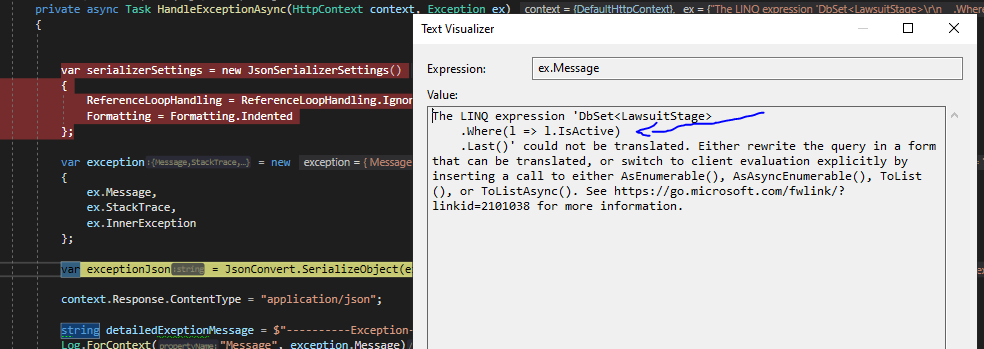 private async Task HandleExceptionAsync(HttpContext context, Exception ex) context = {DefaultHttpContext}, ex = {"The LINQ expression 'DbSet<LawsuitStage>\r\n .Where(l =>
{
Text Visualizer
Expression: ex.Message
Value:
var serializerSettings = new JsonSerializerSettings()
{
ReferenceLoopHandling = ReferenceLoopHandling.Ignor
Formatting = Formatting.Indented
};
var exception {Message,StackTrace,…} = new exception = { Message
{
ex.Message,
ex.StackTrace,
ex.InnerException
};
var exceptionJson string = JsonConvert.SerializeObject(e
context.Response.ContentType = "application/json";
string detailedExeptionMessage = $"----------Exception-
Log.ForContext(propertyName: "Message", exception.Message)
The LINQ expression 'DbSet<LawsuitStage>
.Where(l => l.IsActive)
.Last()' could not be translated. Either rewrite the query in a form
that can be translated, or switch to client evaluation explicitly by
inserting a call to either AsEnumerable(), AsAsyncEnumerable(), ToList
(), or ToListAsync(). See https://go.microsoft.com/fwlink/?
linkid=2101038 for more information.